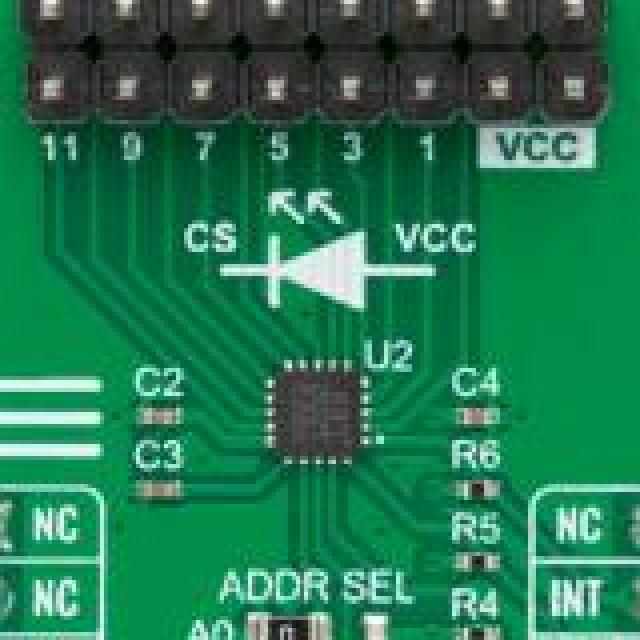 11 9 7 5 3 1 VCC
CS VCC
U2
C2 C4
C3 R6
NC R5 NC
ADDR SEL
NC R4 INT
A0 0